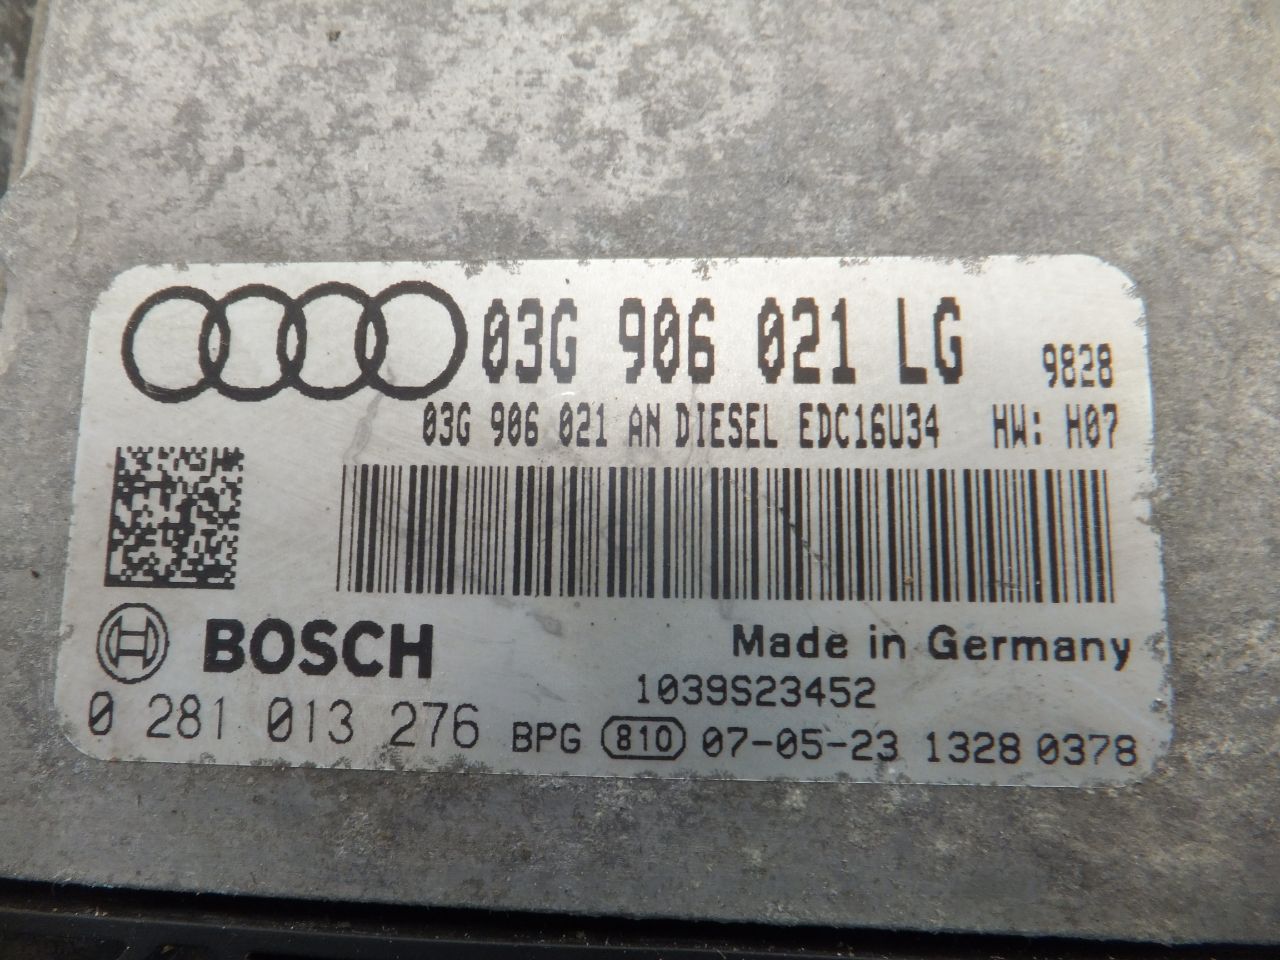 03G 906 021 LG 9828
03G 906 021 AN DIESEL EDC16U34 HW: H07
BOSCH
Made in Germany
1039S23452
0 281 013 276 BPG 810 07-05-23 1328 0378